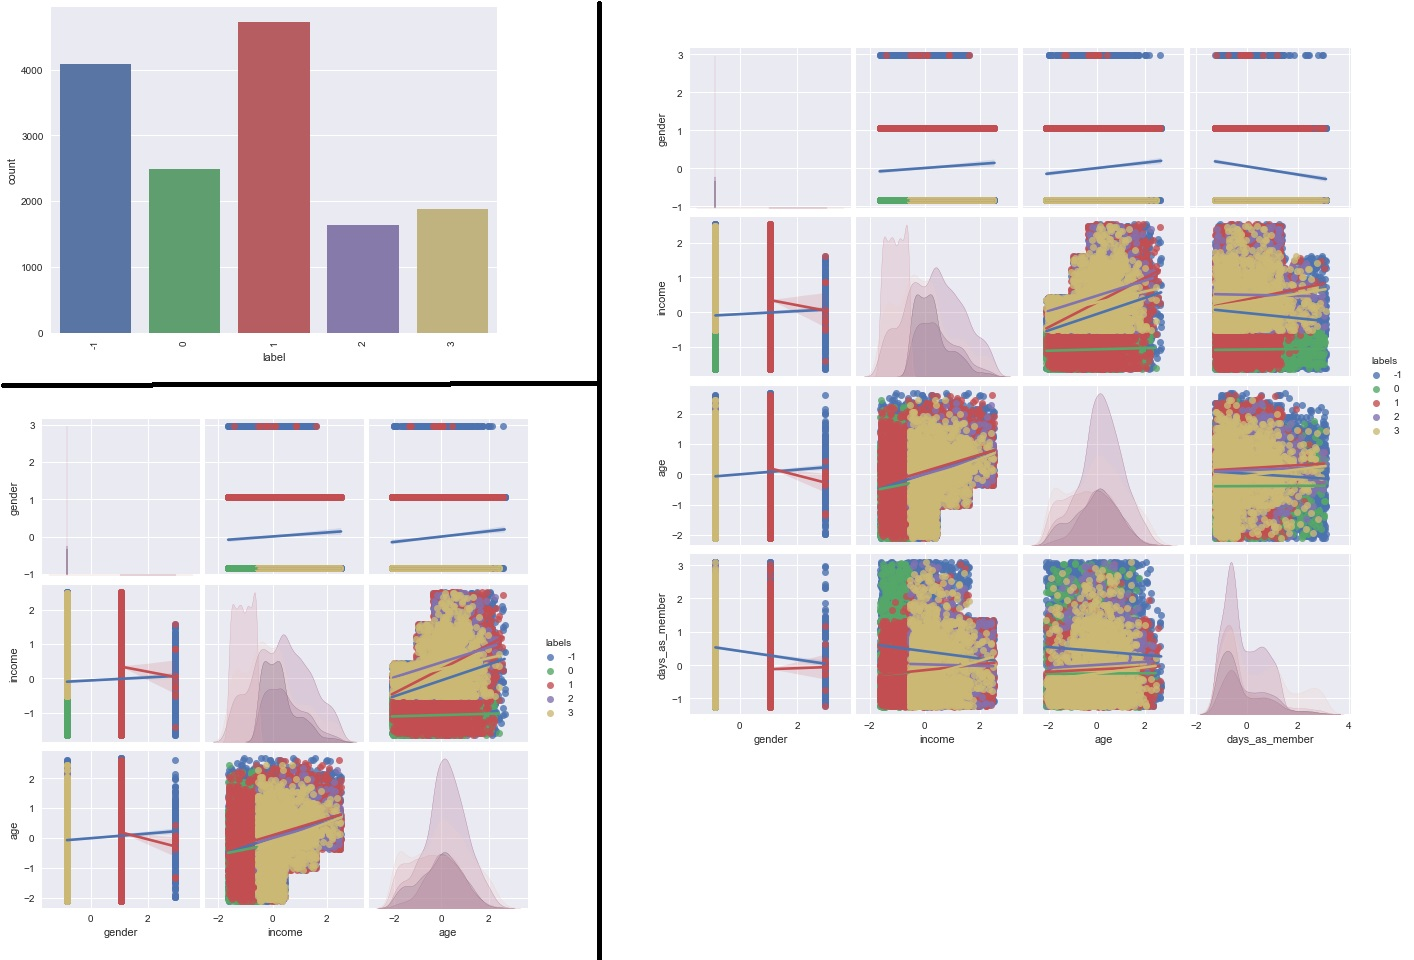 4000
3000
2000
1000
0
count
-1 0 1 2 3
label
3
2
1
0
−1
gender
2
1
0
−1
income
2
1
0
−1
−2
age
0 2
−2 0 2
−2 0 2
gender income age
labels
-1
0
1
2
3
3
2
1
0
−1
gender
2
1
0
−1
income
2
1
0
−1
−2
age
3
2
1
0
−1
days_as_member
0 2
−2 0 2
−2 0 2
−2 0 2 4
gender income age days_as_member
labels
-1
0
1
2
3